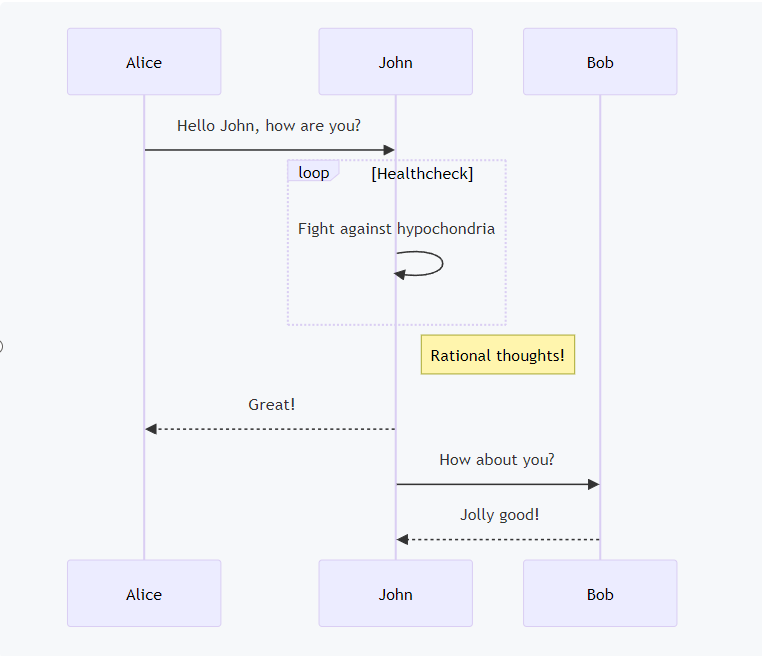 Alice
John
Bob
Hello John, how are you?
loop
[Healthcheck]
Fight against hypochondria
Rational thoughts!
Great!
How about you?
Jolly good!
Alice
John
Bob